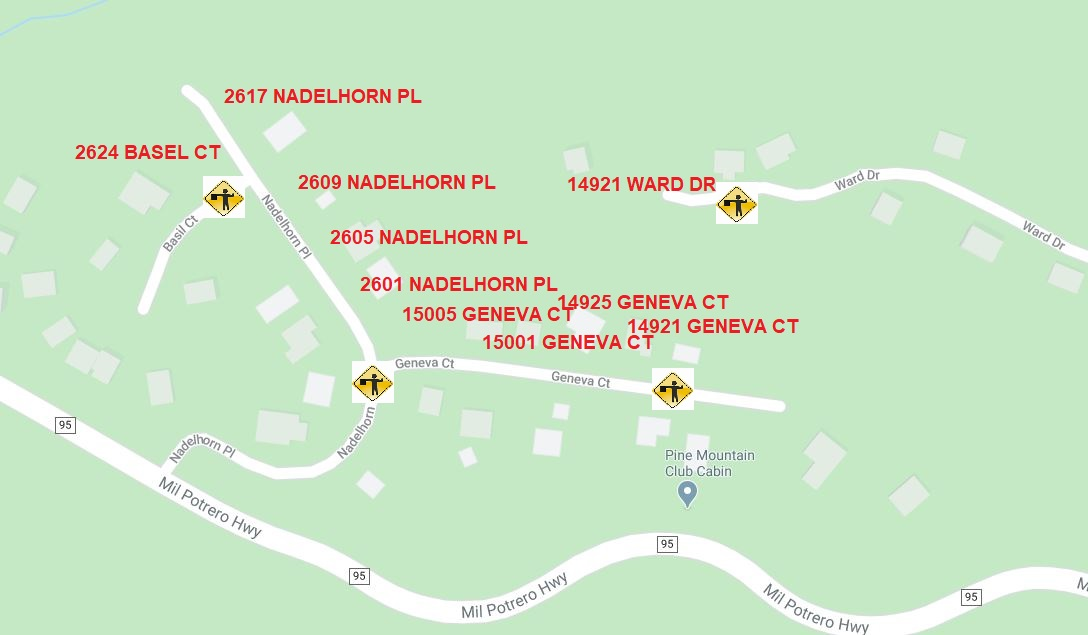 2617 NADELHORN PL
2624 BASEL CT
2609 NADELHORN PL
14921 WARD DR
Ward Dr
Ward Dr
Basil Ct
Nadelhorn Pl
2605 NADELHORN PL
2601 NADELHORN PL
14925 GENEVA CT
15005 GENEVA CT
14921 GENEVA CT
15001 GENEVA CT
Geneva Ct
Geneva Ct
95
Nadelhorn Pl
Nadelhorn
Pine Mountain
Club Cabin
Mil Potrero Hwy
95
95
Mil Potrero Hwy
Mil Potrero Hwy
95
M